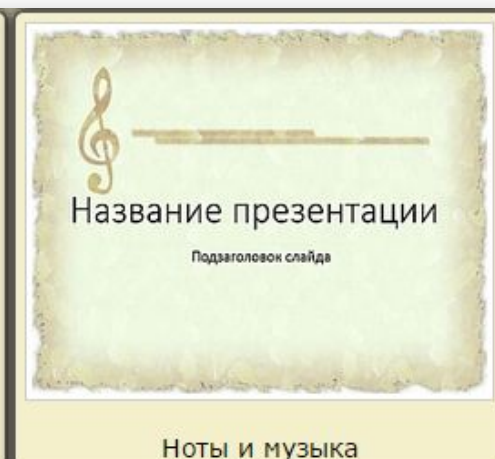 Название презентации
Подзаголовок слайда
Ноты и музыка